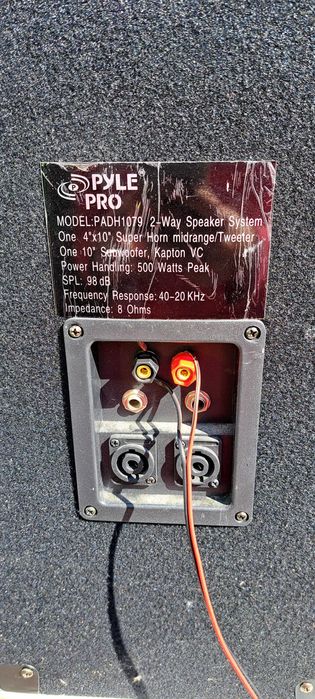 PYLE®
PRO
MODEL:PADH1079 2-Way Speaker System
One 4"x10" Super Horn midrange/Tweeter
One 10" Subwoofer, Kapton VC
Power Handling: 500 Watts Peak
SPL: 98 dB
Frequency Response: 40-20 KHz
Impedance: 8 Ohms